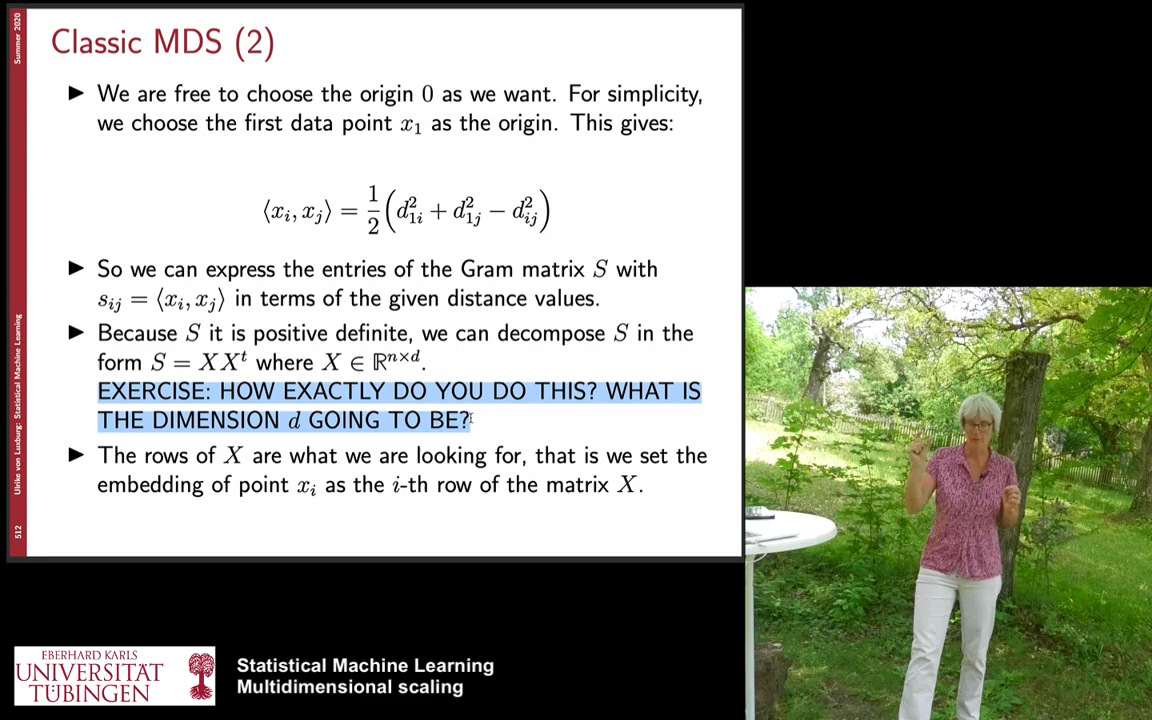 Summer 2020
Classic MDS (2)
▶ We are free to choose the origin 0 as we want. For simplicity,
we choose the first data point x₁ as the origin. This gives:
⟨xᵢ, xⱼ⟩ = 1/2 (d²₁ᵢ + d²₁ⱼ − d²ᵢⱼ)
▶ So we can express the entries of the Gram matrix S with
sᵢⱼ = ⟨xᵢ, xⱼ⟩ in terms of the given distance values.
▶ Because S it is positive definite, we can decompose S in the
form S = XXᵗ where X ∈ ℝⁿˣᵈ.
EXERCISE: HOW EXACTLY DO YOU DO THIS? WHAT IS
THE DIMENSION d GOING TO BE?
▶ The rows of X are what we are looking for, that is we set the
embedding of point xᵢ as the i-th row of the matrix X.
Ulrike von Luxburg: Statistical Machine Learning
512
EBERHARD KARLS
UNIVERSITÄT
TÜBINGEN
Statistical Machine Learning
Multidimensional scaling